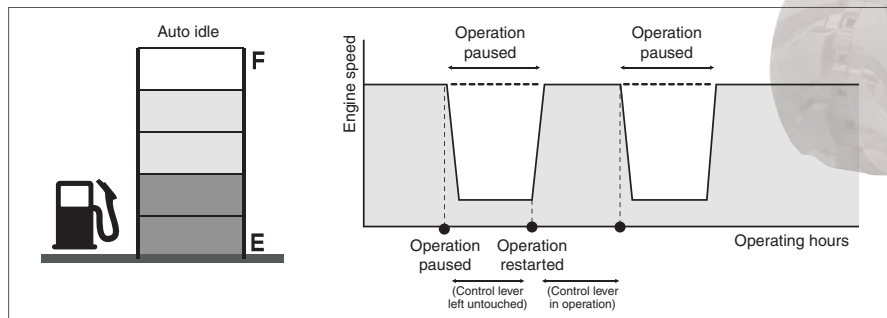 Auto idle
F
E
Engine speed
Operation
paused
Operation
paused
Operating hours
Operation
paused
Operation
restarted
(Control lever
left untouched)
(Control lever
in operation)